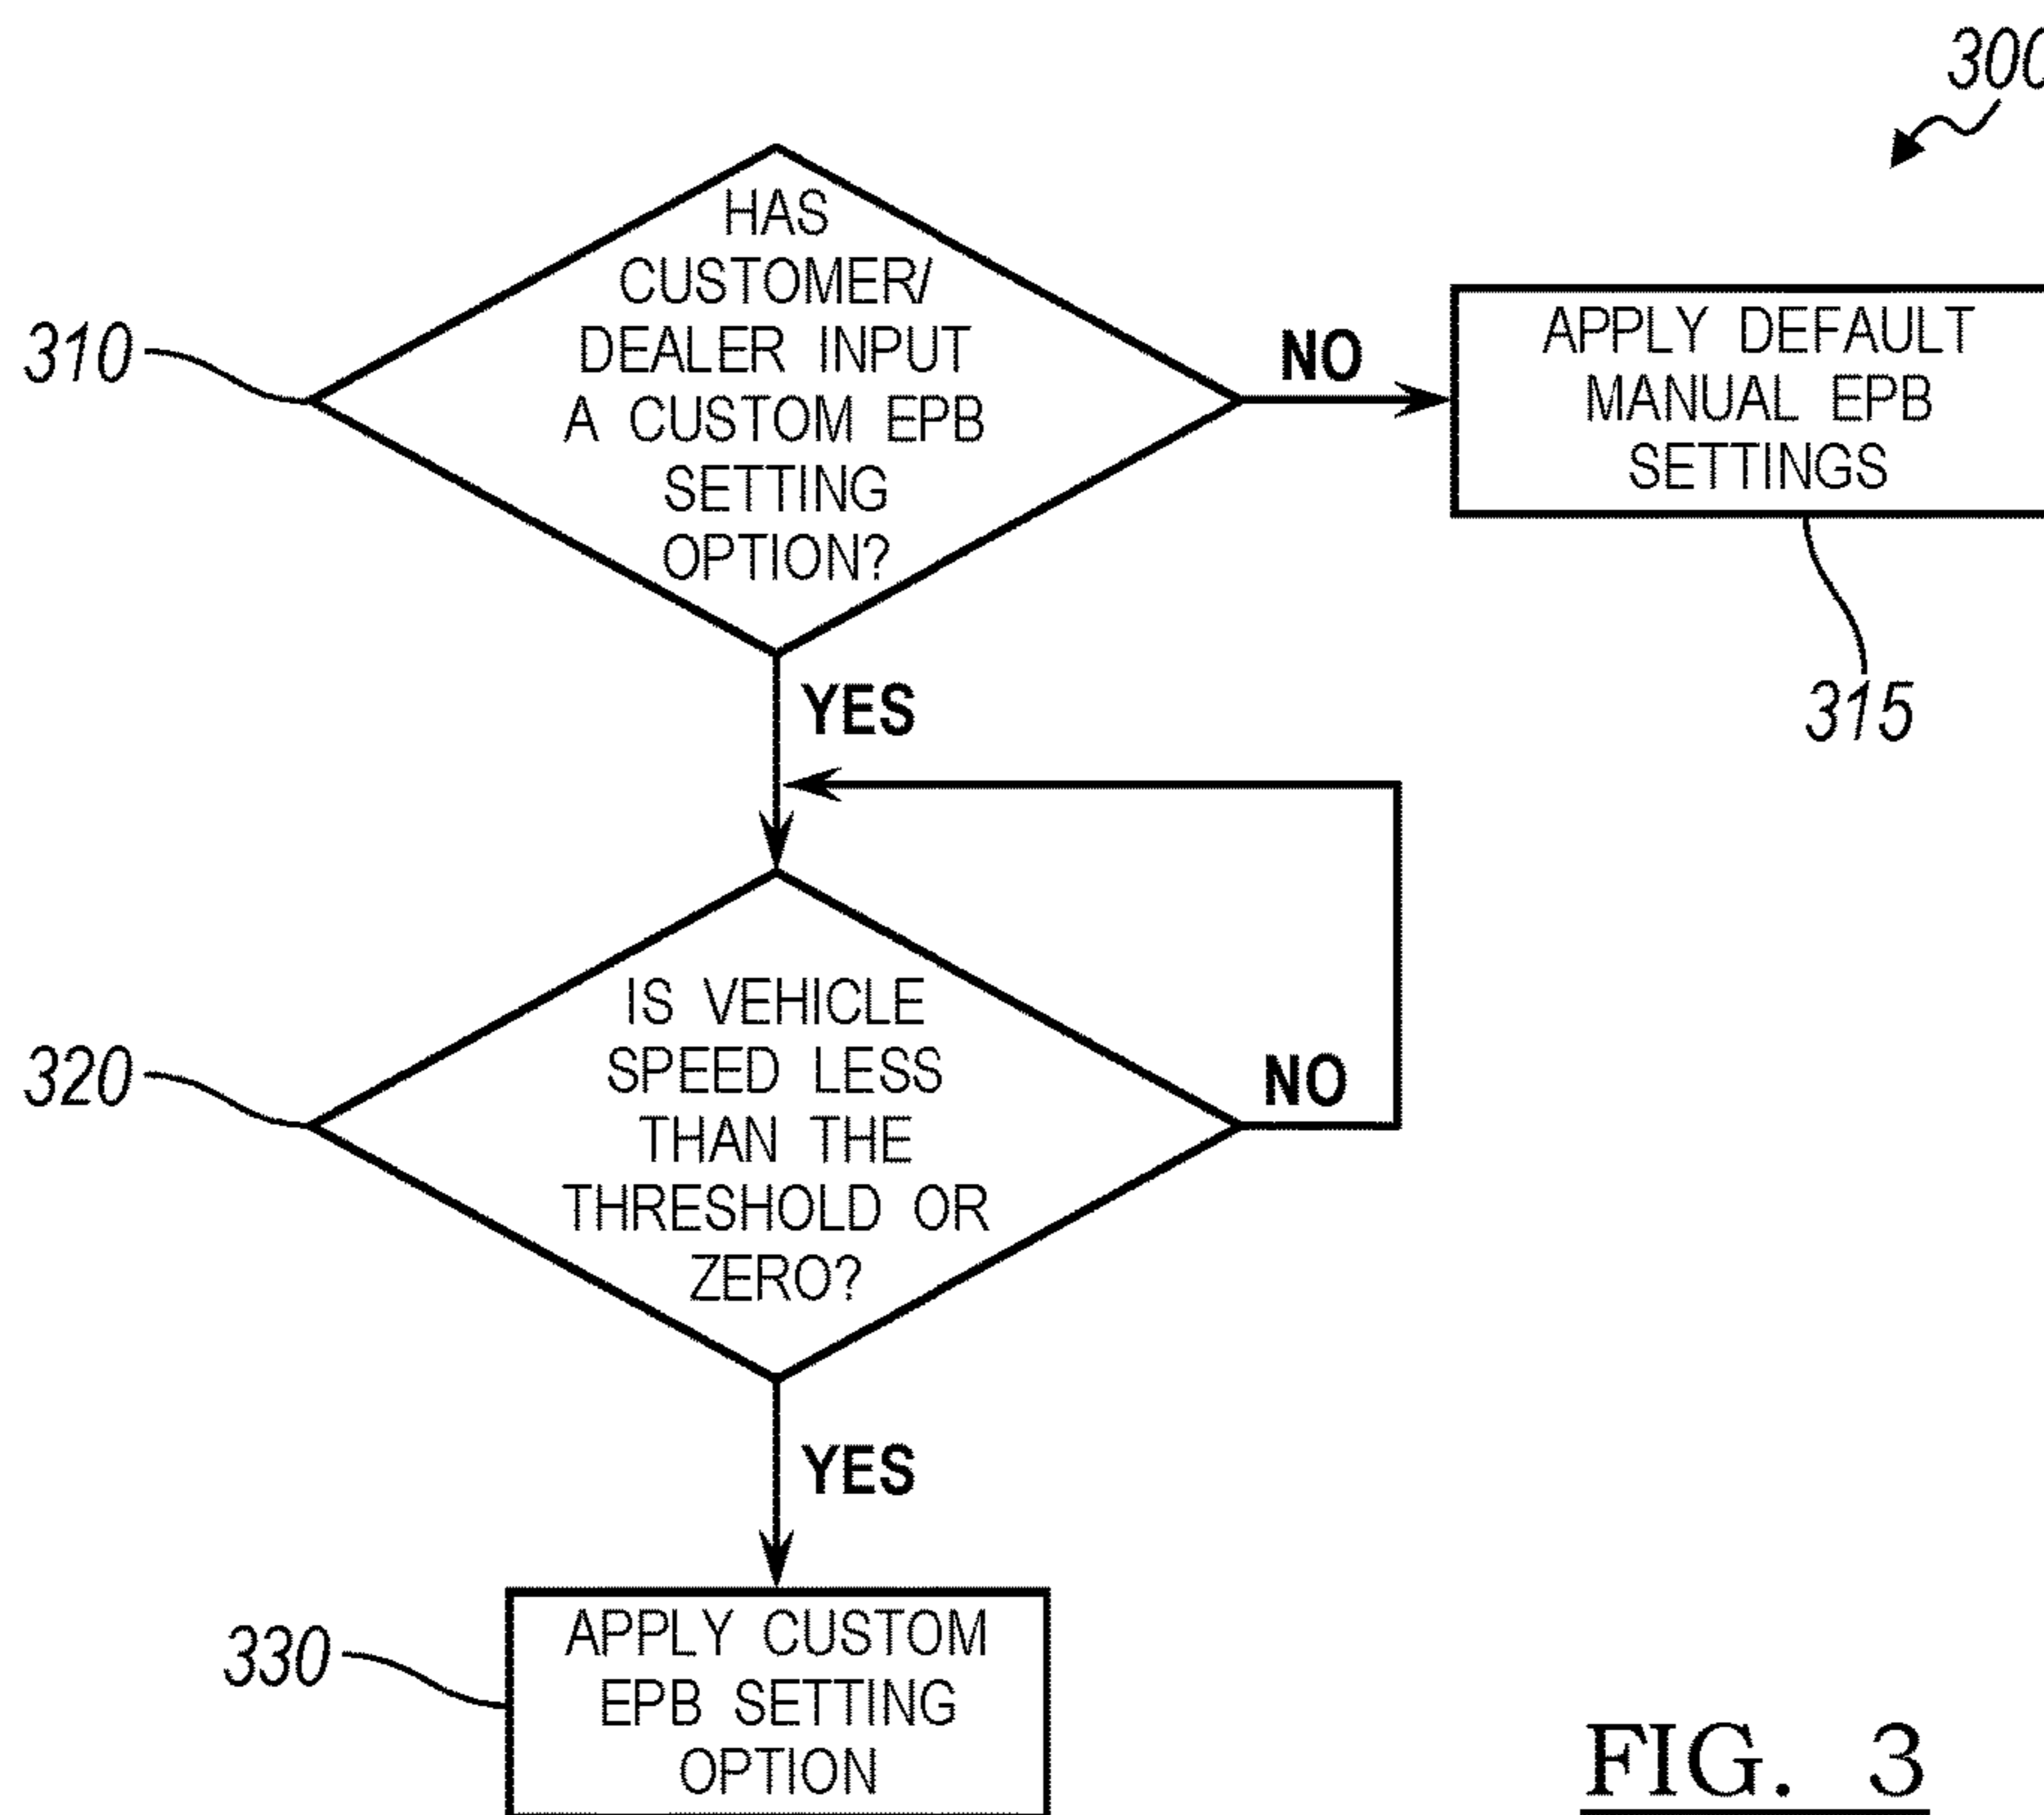 300
HAS
CUSTOMER/
DEALER INPUT
A CUSTOM EPB
SETTING
OPTION?
310
NO
APPLY DEFAULT
MANUAL EPB
SETTINGS
315
YES
IS VEHICLE
SPEED LESS
THAN THE
THRESHOLD OR
ZERO?
320
NO
YES
APPLY CUSTOM
EPB SETTING
OPTION
330
FIG. 3